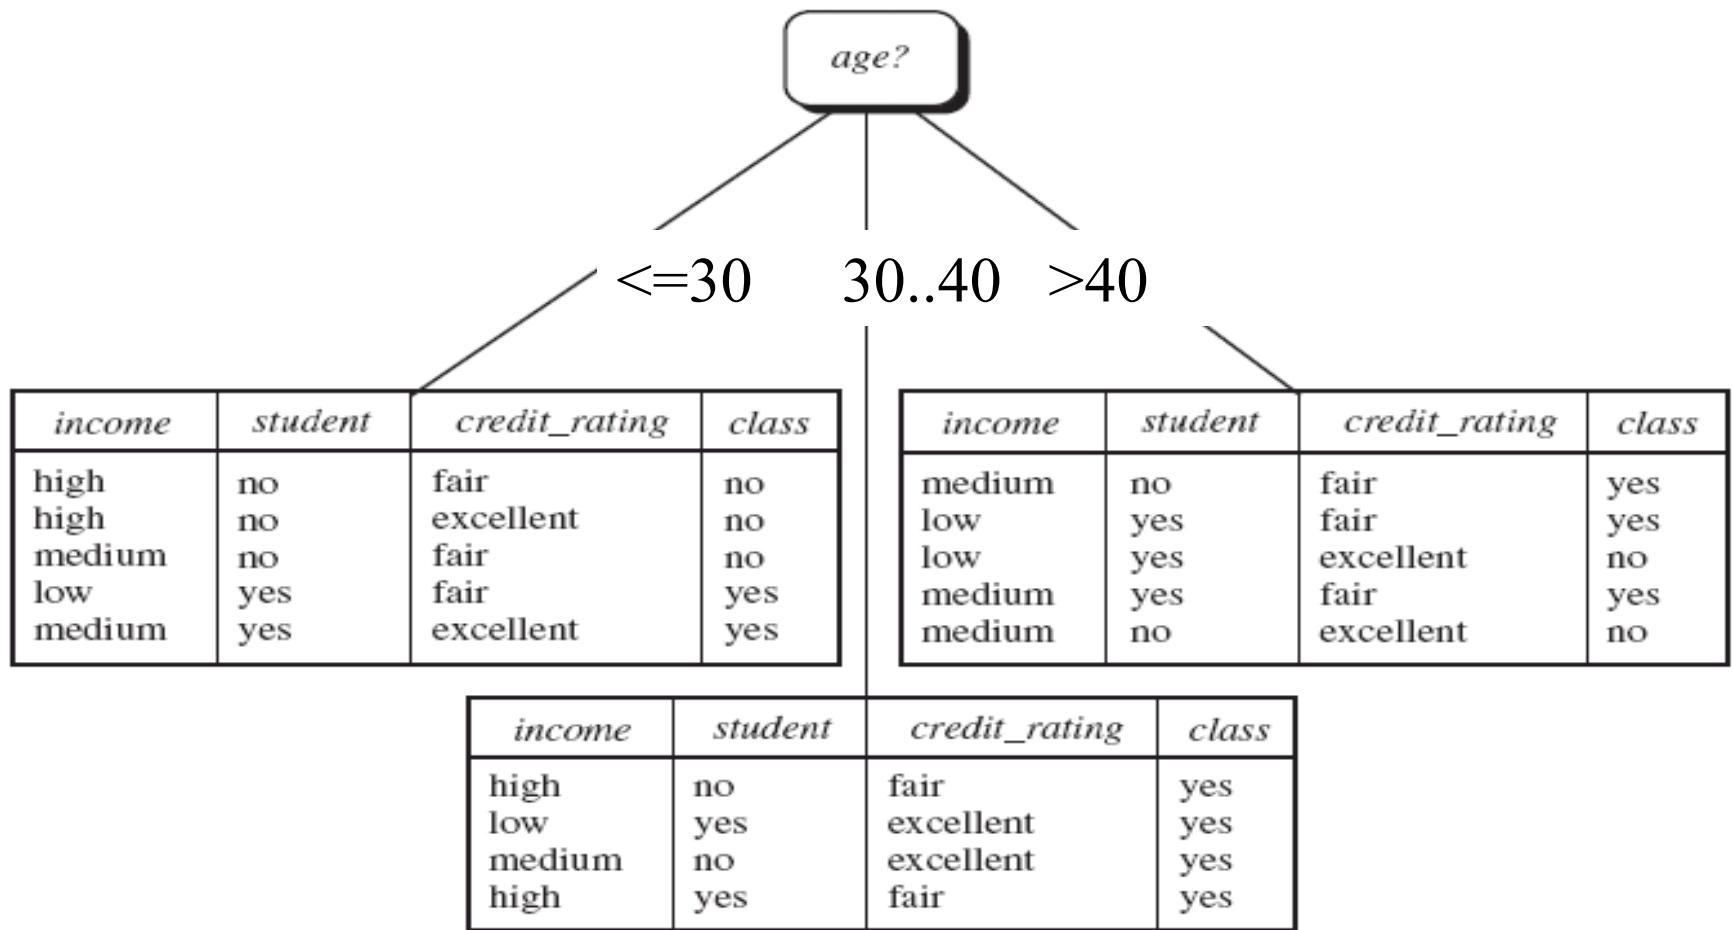 age?
<=30 30..40 >40
income student credit_rating class
high no fair no
high no excellent no
medium no fair no
low yes fair yes
medium yes excellent yes
income student credit_rating class
medium no fair yes
low yes fair yes
low yes excellent no
medium yes fair yes
medium no excellent no
income student credit_rating class
high no fair yes
low yes excellent yes
medium no excellent yes
high yes fair yes